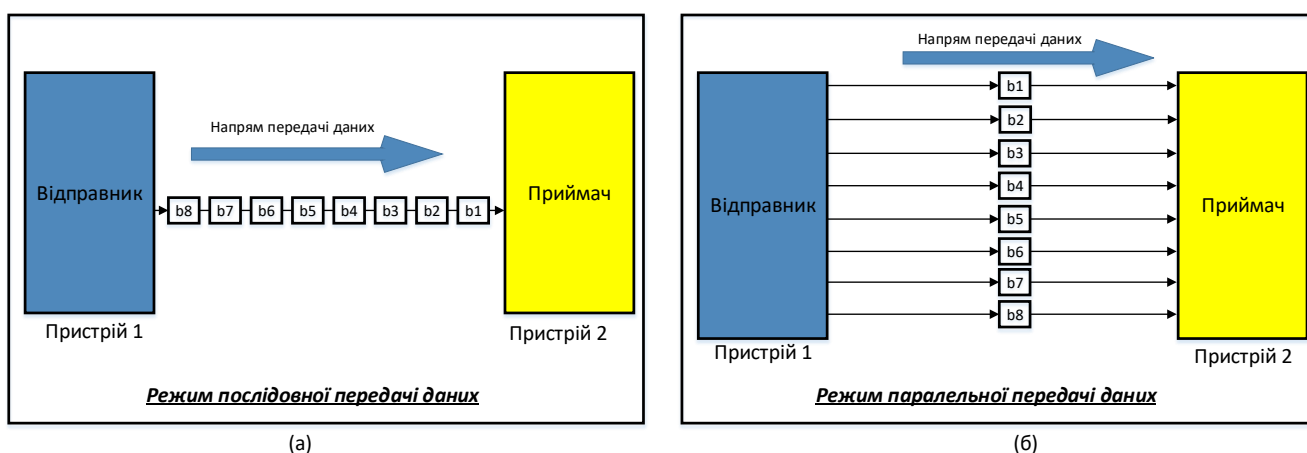 Напрям передачі даних
Відправник
b8 b7 b6 b5 b4 b3 b2 b1
Приймач
Пристрій 1
Пристрій 2
Режим послідовної передачі даних
(а)
Напрям передачі даних
Відправник
b1
b2
b3
b4
b5
b6
b7
b8
Приймач
Пристрій 1
Пристрій 2
Режим паралельної передачі даних
(б)